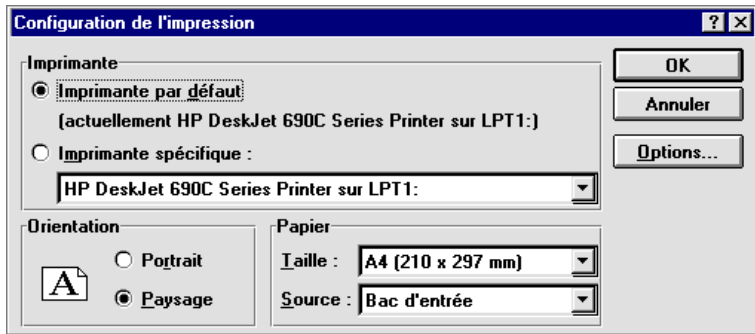 Configuration de l'impression
Imprimante
Imprimante par défaut
(actuellement HP DeskJet 690C Series Printer sur LPT1:)
Imprimante spécifique :
HP DeskJet 690C Series Printer sur LPT1:
OK
Annuler
Options...
Orientation
A
Portrait
Paysage
Papier
Taille : A4 (210 x 297 mm)
Source : Bac d'entrée